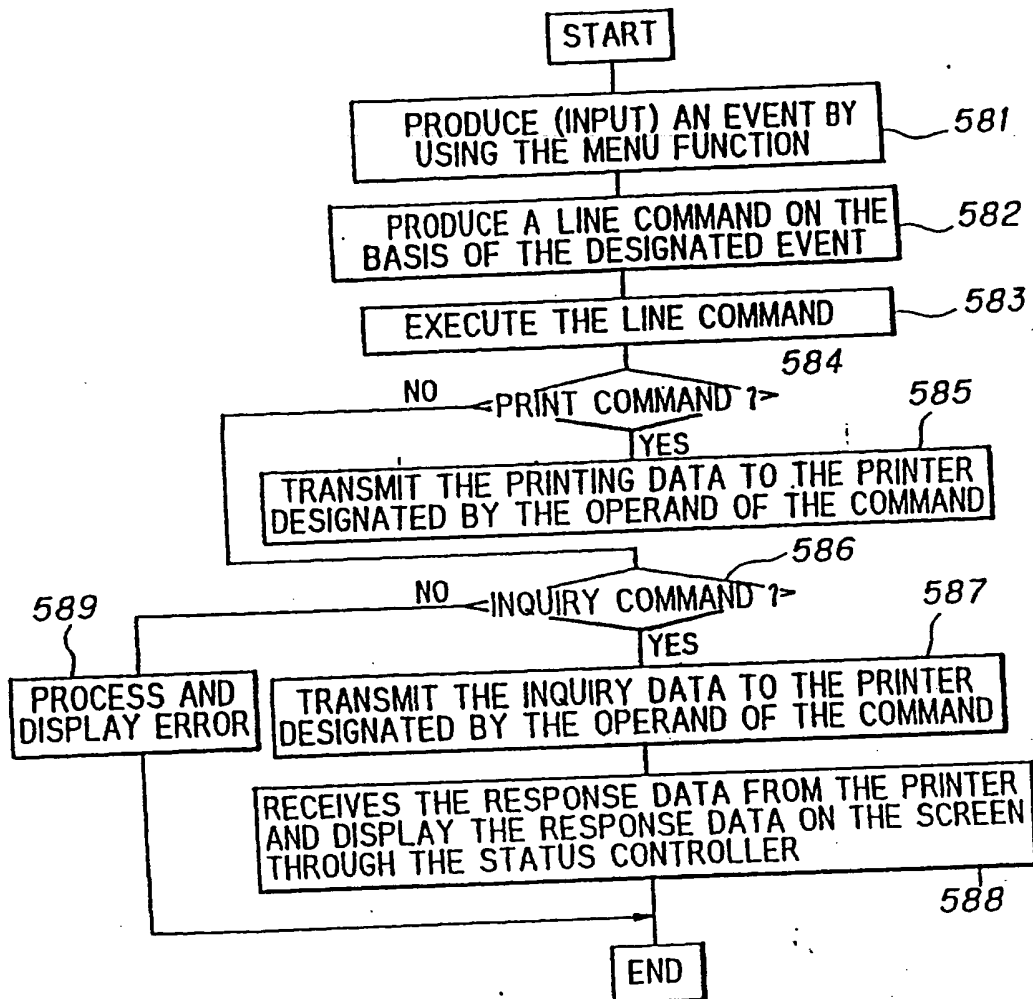 START
PRODUCE (INPUT) AN EVENT BY
USING THE MENU FUNCTION
581
PRODUCE A LINE COMMAND ON THE
BASIS OF THE DESIGNATED EVENT
582
EXECUTE THE LINE COMMAND
583
584
NO
PRINT COMMAND ?
YES
585
TRANSMIT THE PRINTING DATA TO THE PRINTER
DESIGNATED BY THE OPERAND OF THE COMMAND
586
NO
INQUIRY COMMAND ?
YES
589
PROCESS AND
DISPLAY ERROR
587
TRANSMIT THE INQUIRY DATA TO THE PRINTER
DESIGNATED BY THE OPERAND OF THE COMMAND
RECEIVES THE RESPONSE DATA FROM THE PRINTER
AND DISPLAY THE RESPONSE DATA ON THE SCREEN
THROUGH THE STATUS CONTROLLER
588
END